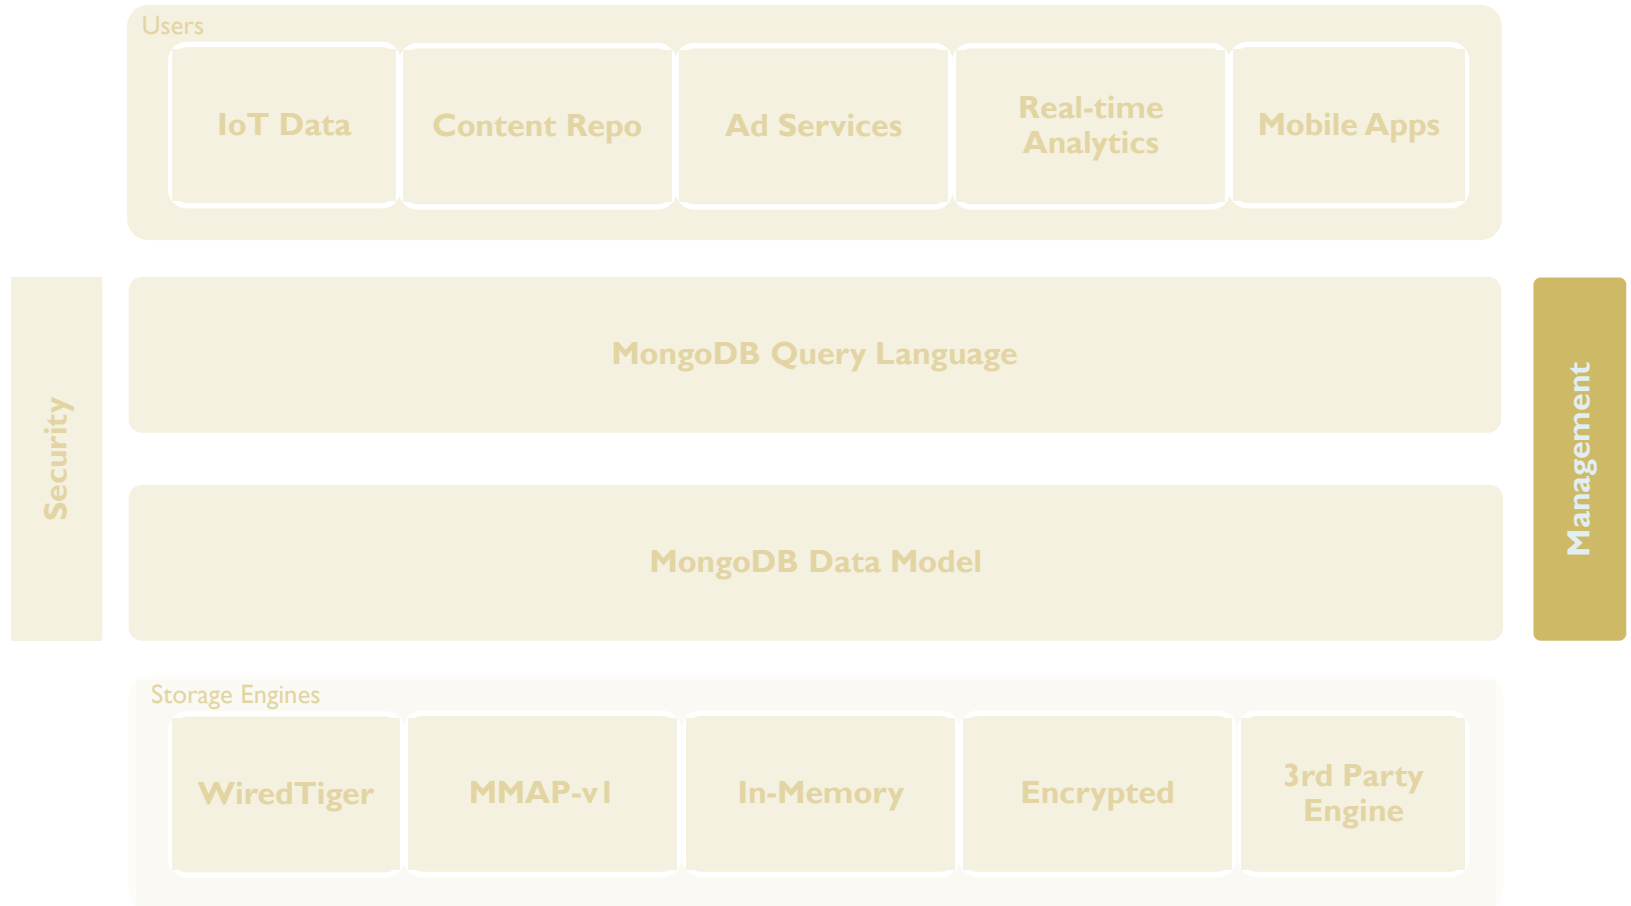 Users
IoT Data
Content Repo
Ad Services
Real-time
Analytics
Mobile Apps
Security
MongoDB Query Language
MongoDB Data Model
Management
Storage Engines
WiredTiger
MMAP-v1
In-Memory
Encrypted
3rd Party
Engine